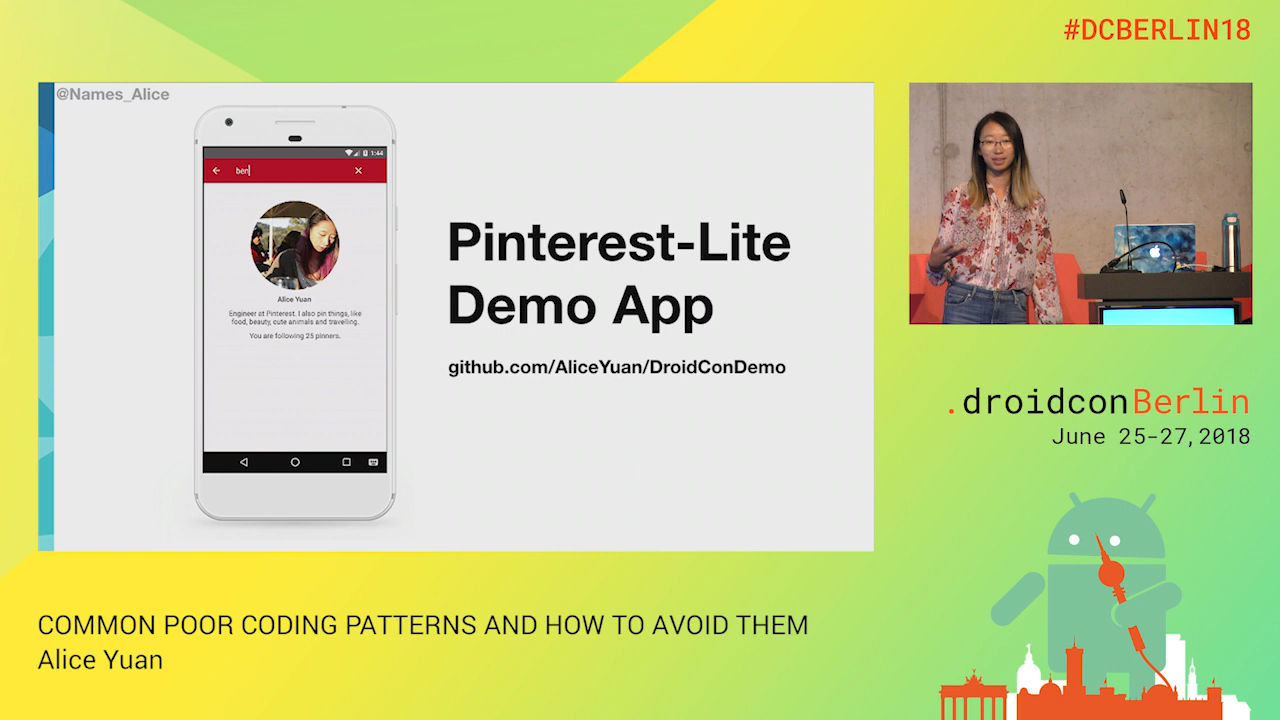 #DCBERLIN18
@Names_Alice
1:44
ben
Alice Yuan
Engineer at Pinterest. I also pin things, like
food, beauty, cute animals and travelling.
You are following 25 pinners.
Pinterest-Lite
Demo App
github.com/AliceYuan/DroidConDemo
.droidconBerlin
June 25-27,2018
COMMON POOR CODING PATTERNS AND HOW TO AVOID THEM
Alice Yuan